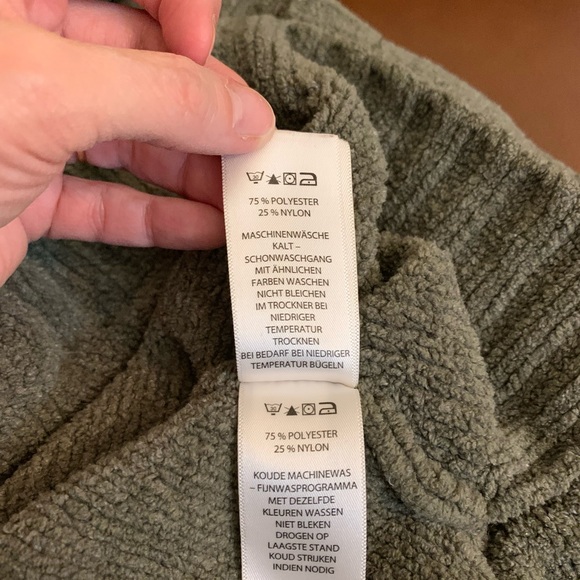 30
75 % POLYESTER
25 % NYLON
MASCHINENWÄSCHE
KALT –
SCHONWASCHGANG
MIT ÄHNLICHEN
FARBEN WASCHEN
NICHT BLEICHEN
IM TROCKNER BEI
NIEDRIGER
TEMPERATUR
TROCKNEN
BEI BEDARF BEI NIEDRIGER
TEMPERATUR BÜGELN
30
75 % POLYESTER
25 % NYLON
KOUDE MACHINEWAS
– FIJNWASPROGRAMMA
MET DEZELFDE
KLEUREN WASSEN
NIET BLEKEN
DROGEN OP
LAAGSTE STAND
KOUD STRIJKEN
INDIEN NODIG